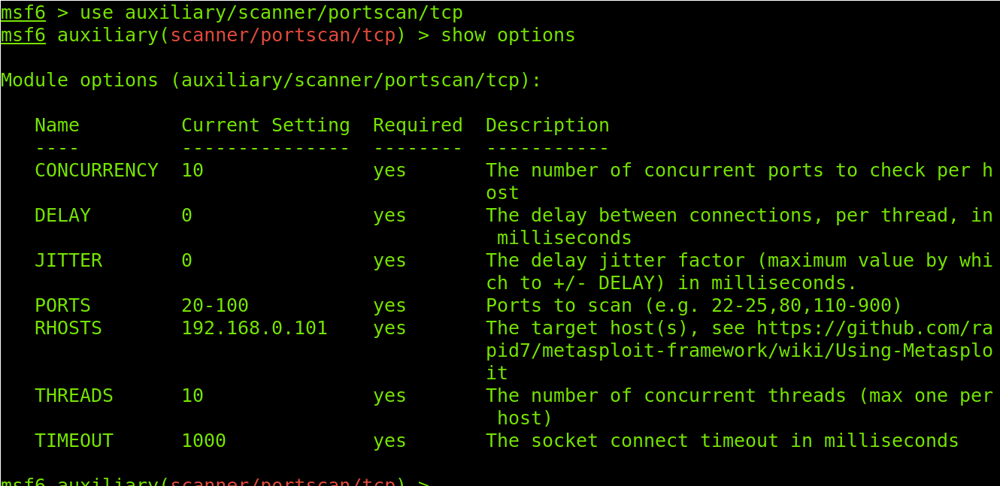 msf6 > use auxiliary/scanner/portscan/tcp
msf6 auxiliary(scanner/portscan/tcp) > show options

Module options (auxiliary/scanner/portscan/tcp):

   Name         Current Setting  Required  Description
   ----         ---------------  --------  -----------
   CONCURRENCY  10               yes       The number of concurrent ports to check per h
                                           ost
   DELAY        0                yes       The delay between connections, per thread, in
                                            milliseconds
   JITTER       0                yes       The delay jitter factor (maximum value by whi
                                           ch to +/- DELAY) in milliseconds.
   PORTS        20-100           yes       Ports to scan (e.g. 22-25,80,110-900)
   RHOSTS       192.168.0.101    yes       The target host(s), see https://github.com/ra
                                           pid7/metasploit-framework/wiki/Using-Metasplo
                                           it
   THREADS      10               yes       The number of concurrent threads (max one per
                                            host)
   TIMEOUT      1000             yes       The socket connect timeout in milliseconds

msf6 auxiliary(scanner/portscan/tcp) >